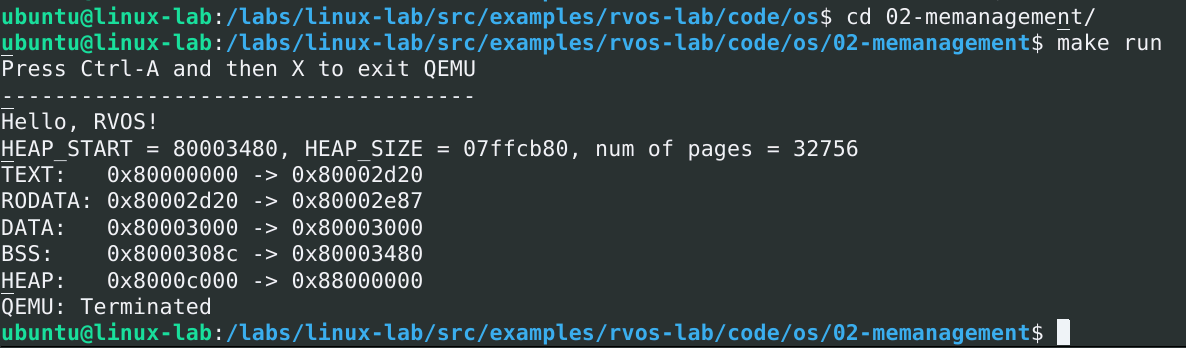 ubuntu@linux-lab:/labs/linux-lab/src/examples/rvos-lab/code/os$ cd 02-memanagement/
ubuntu@linux-lab:/labs/linux-lab/src/examples/rvos-lab/code/os/02-memanagement$ make run
Press Ctrl-A and then X to exit QEMU
------------------------------------
Hello, RVOS!
HEAP_START = 80003480, HEAP_SIZE = 07ffcb80, num of pages = 32756
TEXT:   0x80000000 -> 0x80002d20
RODATA: 0x80002d20 -> 0x80002e87
DATA:   0x80003000 -> 0x80003000
BSS:    0x8000308c -> 0x80003480
HEAP:   0x8000c000 -> 0x88000000
QEMU: Terminated
ubuntu@linux-lab:/labs/linux-lab/src/examples/rvos-lab/code/os/02-memanagement$